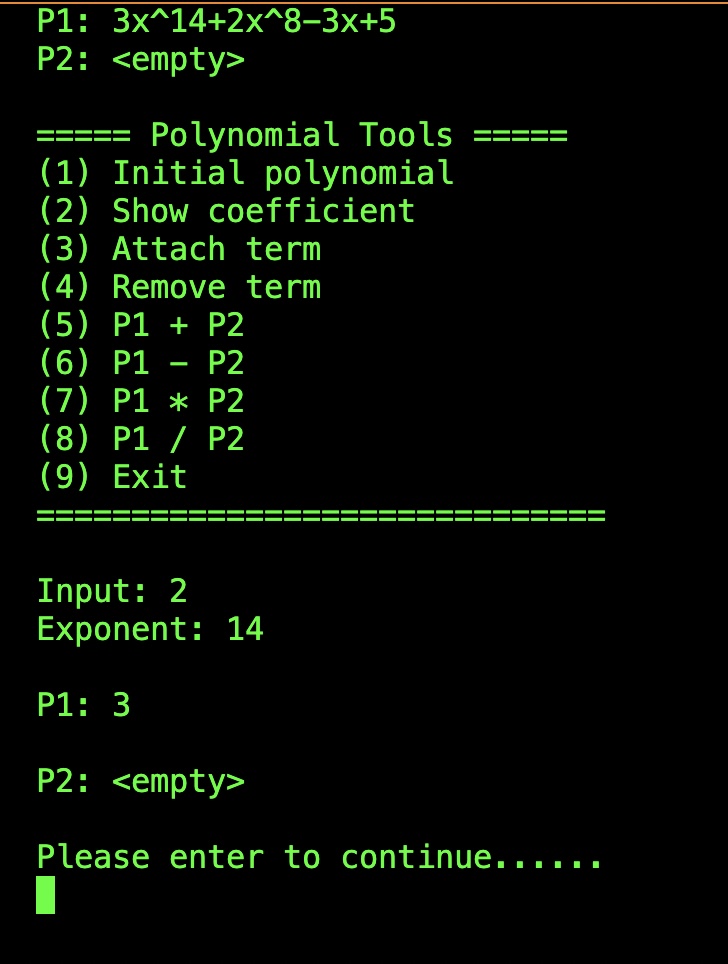 P1: 3x^14+2x^8-3x+5
P2: <empty>
===== Polynomial Tools =====
(1) Initial polynomial
(2) Show coefficient
(3) Attach term
(4) Remove term
(5) P1 + P2
(6) P1 - P2
(7) P1 * P2
(8) P1 / P2
(9) Exit
==============================
Input: 2
Exponent: 14
P1: 3
P2: <empty>
Please enter to continue......